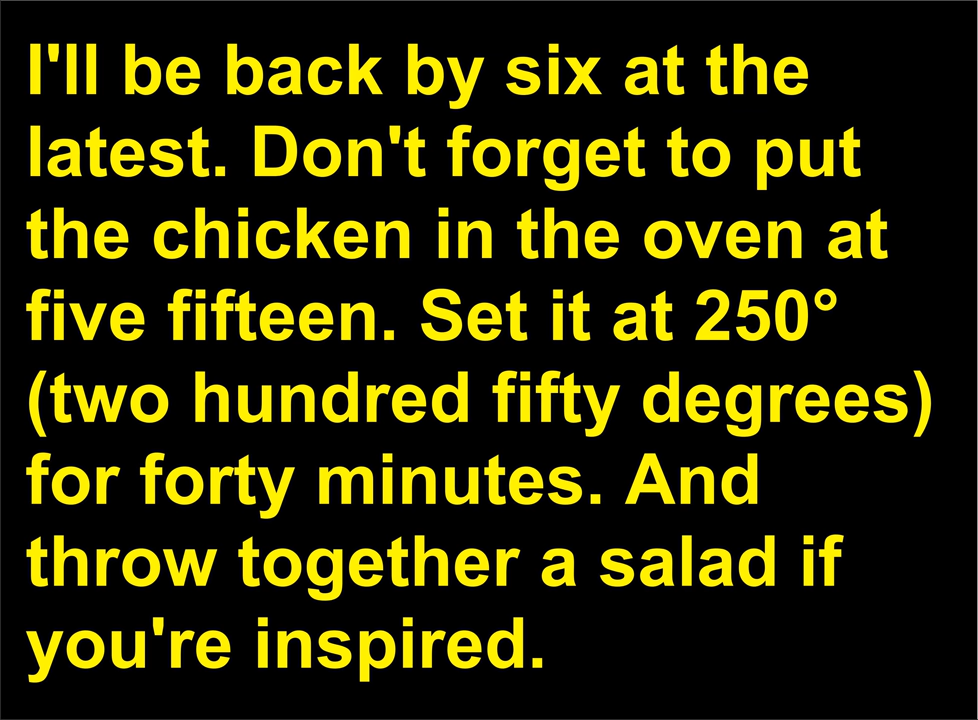 I'll be back by six at the
latest. Don't forget to put
the chicken in the oven at
five fifteen. Set it at 250°
(two hundred fifty degrees)
for forty minutes. And
throw together a salad if
you're inspired.